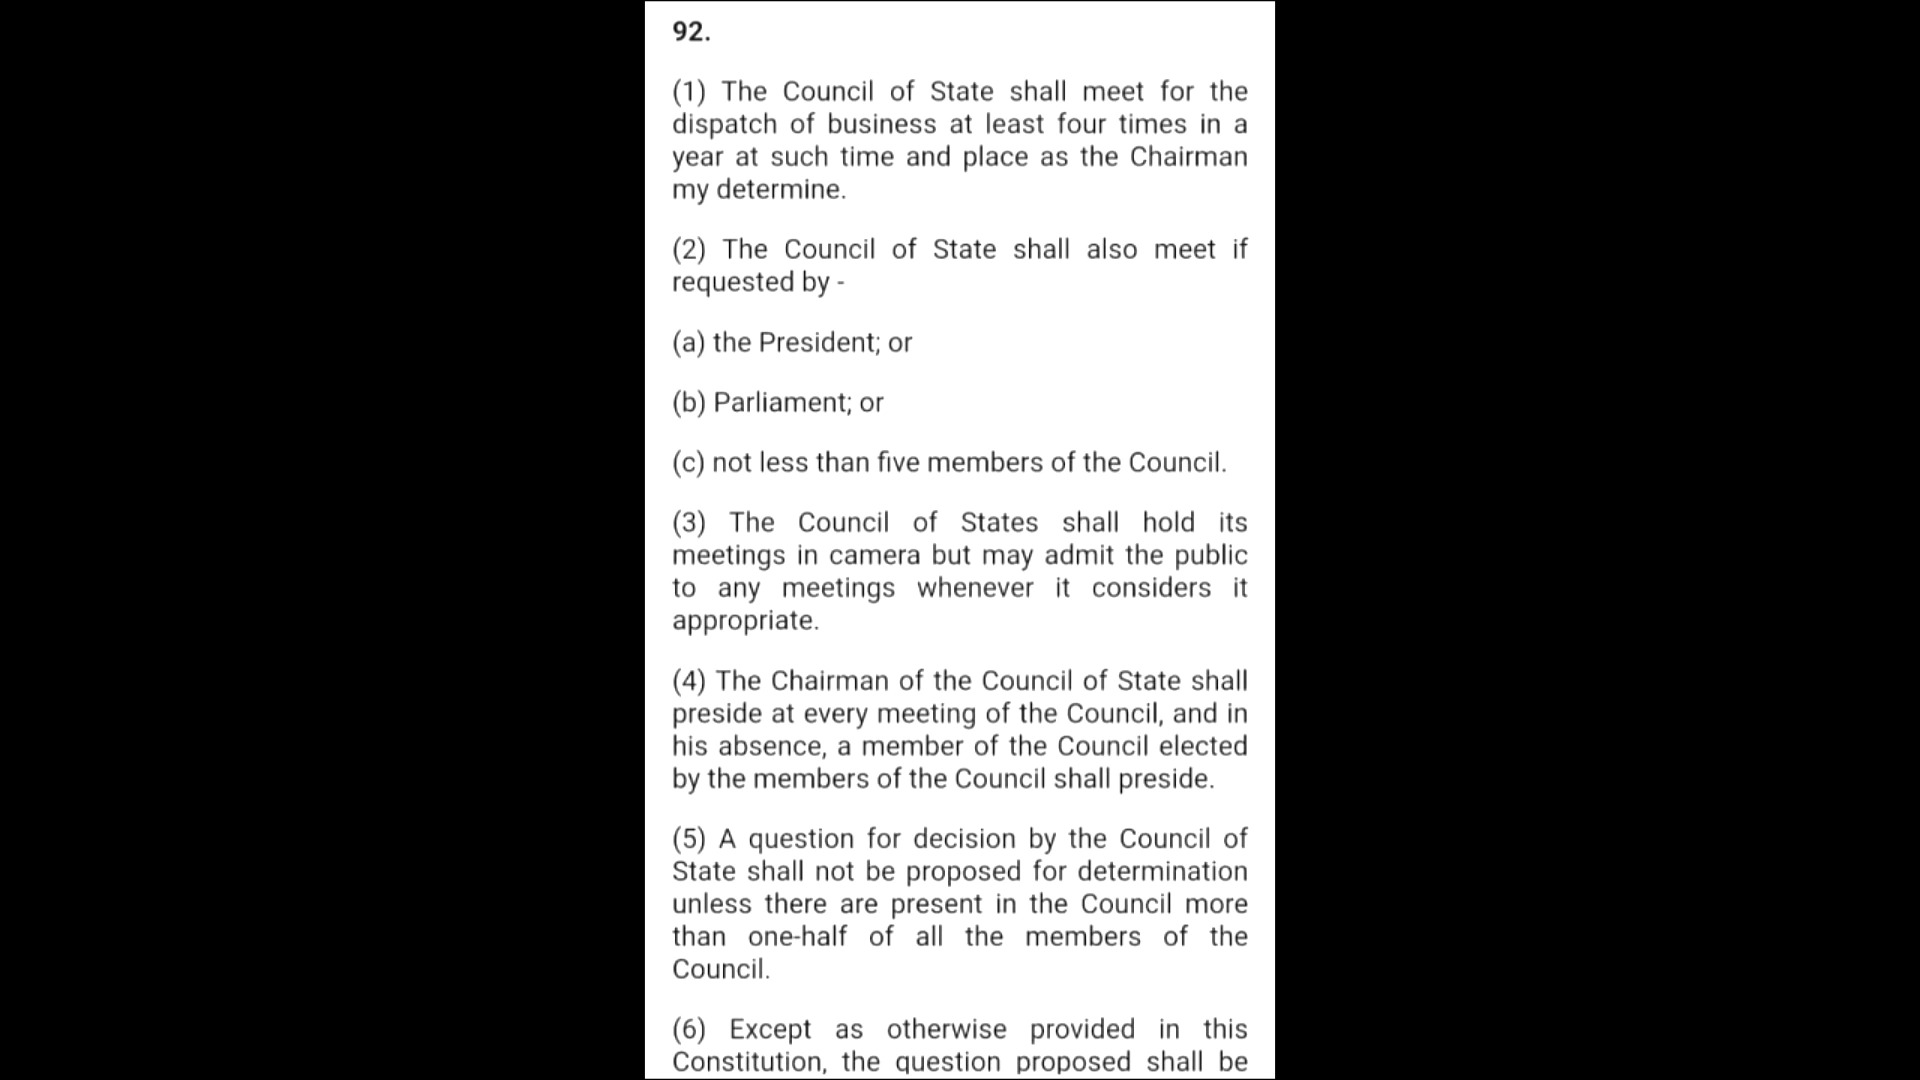 92.
(1) The Council of State shall meet for the
dispatch of business at least four times in a
year at such time and place as the Chairman
my determine.
(2) The Council of State shall also meet if
requested by -
(a) the President; or
(b) Parliament; or
(c) not less than five members of the Council.
(3) The Council of States shall hold its
meetings in camera but may admit the public
to any meetings whenever it considers it
appropriate.
(4) The Chairman of the Council of State shall
preside at every meeting of the Council, and in
his absence, a member of the Council elected
by the members of the Council shall preside.
(5) A question for decision by the Council of
State shall not be proposed for determination
unless there are present in the Council more
than one-half of all the members of the
Council.
(6) Except as otherwise provided in this
Constitution, the question proposed shall be